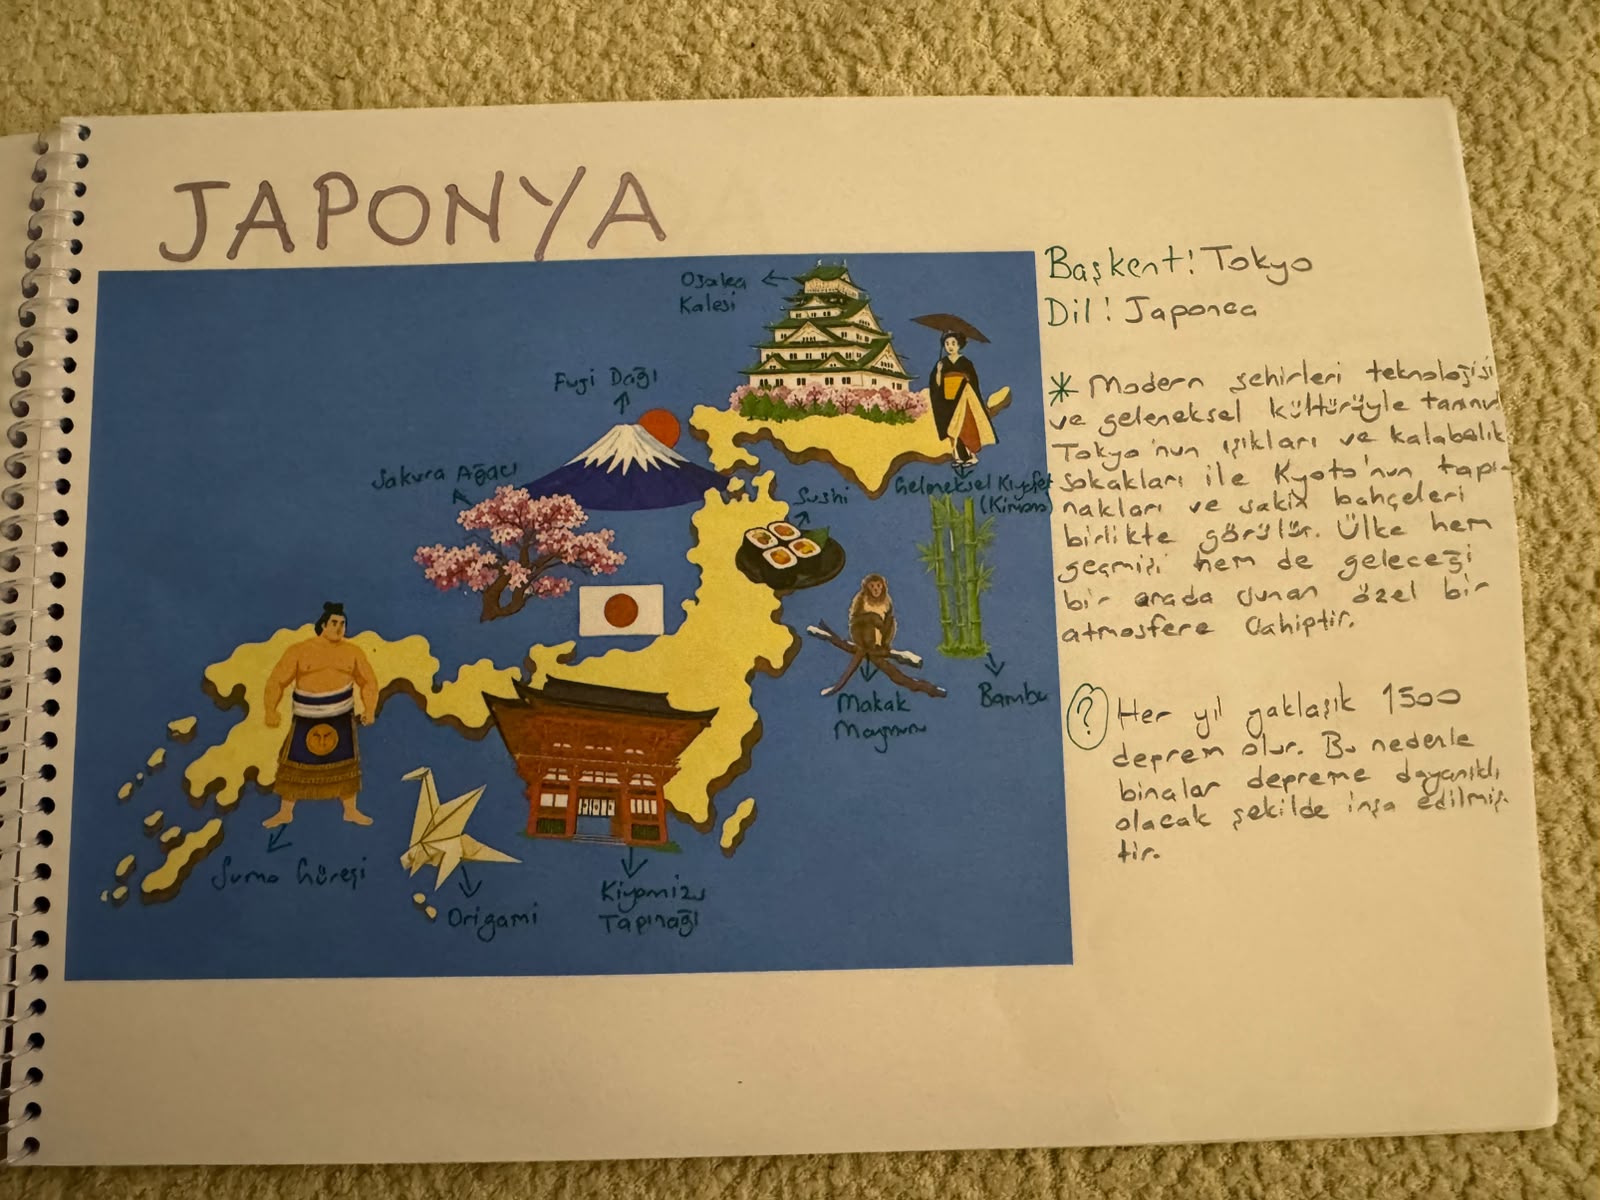 JAPONYA
Osaka
Kalesi
Fuji Dağı
Sakura Ağacı
Sushi
Geleneksel Kıyafet
(Kimono)
Makak
Maymunu
Bambu
Sumo Güreşi
Origami
Kiyomizu
Tapınağı
Başkent: Tokyo
Dil: Japonca
* Modern şehirleri teknolojisi
ve geleneksel kültürüyle tanınır
Tokyo'nun ışıkları ve kalabalık
sokakları ile Kyoto'nun tapı-
nakları ve sakin bahçeleri
birlikte görülür. Ülke hem
geçmişi hem de geleceği
bir arada sunan özel bir
atmosfere sahiptir.
? Her yıl yaklaşık 1500
deprem olur. Bu nedenle
binalar depreme dayanıklı
olacak şekilde inşa edilmiş-
tir.